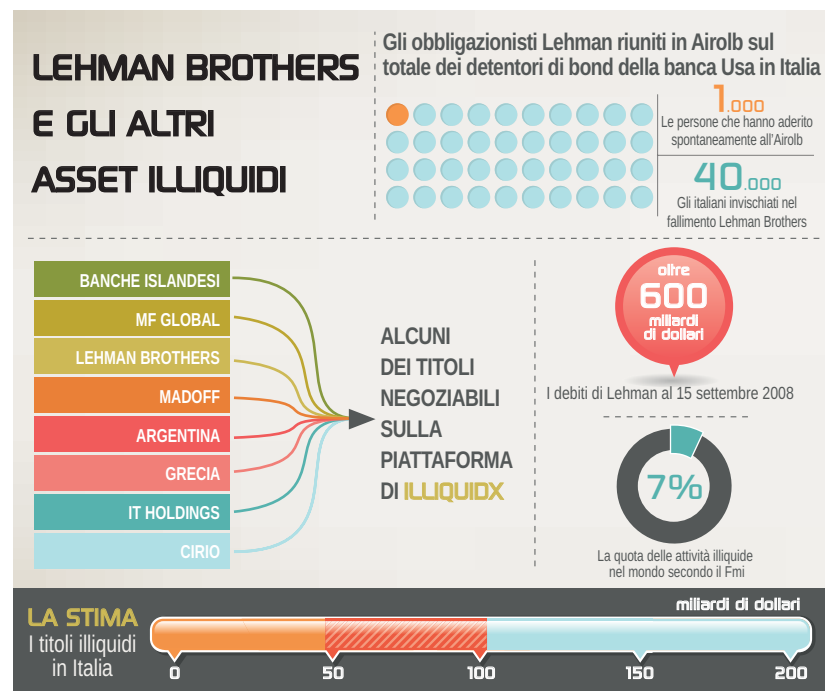 LEHMAN BROTHERS
E GLI ALTRI
ASSET ILLIQUIDI
Gli obbligazionisti Lehman riuniti in Airolb sul
totale dei detentori di bond della banca Usa in Italia
1.000
Le persone che hanno aderito
spontaneamente all'Airolb
40.000
Gli italiani invischiati nel
fallimento Lehman Brothers
BANCHE ISLANDESI
MF GLOBAL
LEHMAN BROTHERS
MADOFF
ARGENTINA
GRECIA
IT HOLDINGS
CIRIO
ALCUNI
DEI TITOLI
NEGOZIABILI
SULLA
PIATTAFORMA
DI ILLIQUIDX
oltre
600
miliardi
di dollari
I debiti di Lehman al 15 settembre 2008
7%
La quota delle attività illiquide
nel mondo secondo il Fmi
LA STIMA
I titoli illiquidi
in Italia
miliardi di dollari
0
50
100
150
200